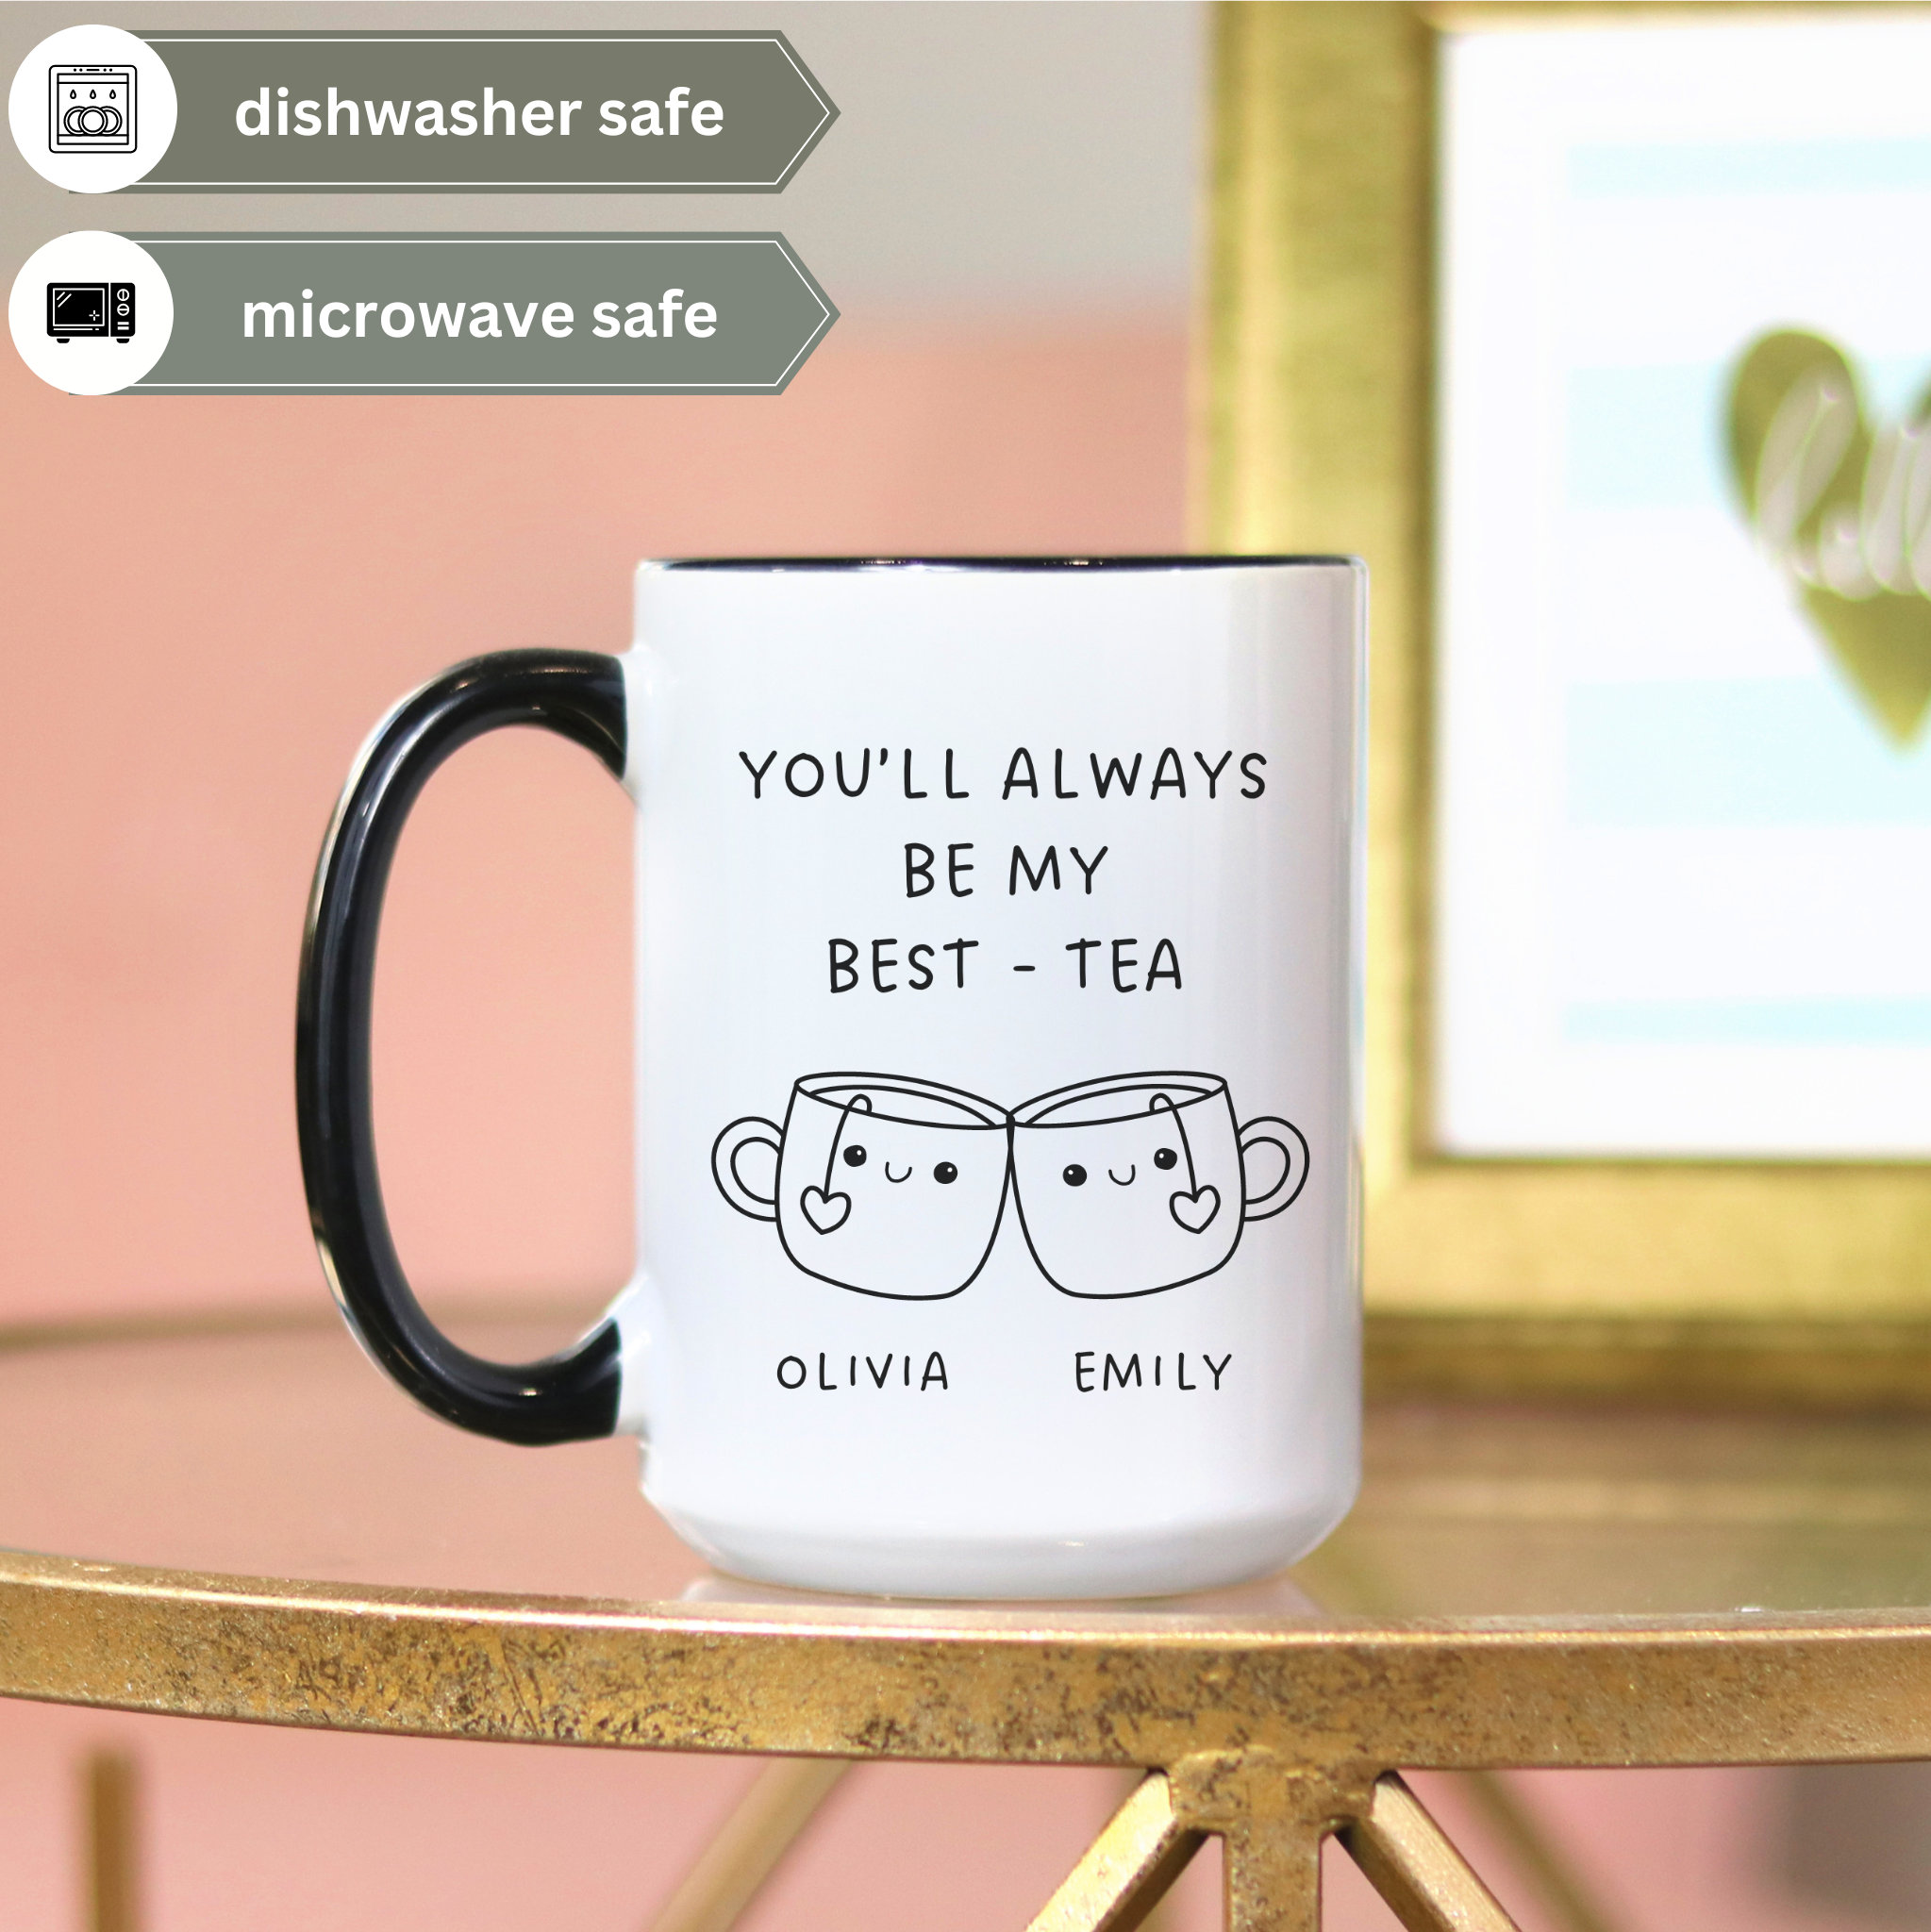 dishwasher safe
microwave safe
YOU'LL ALWAYS
BE MY
BEST - TEA
OLIVIA EMILY